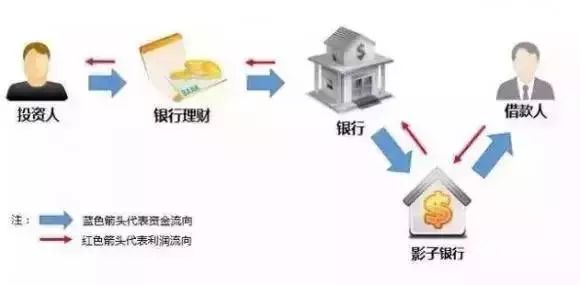 投资人
银行理财
BANK
银行
借款人
影子银行
注：
蓝色箭头代表资金流向
红色箭头代表利润流向